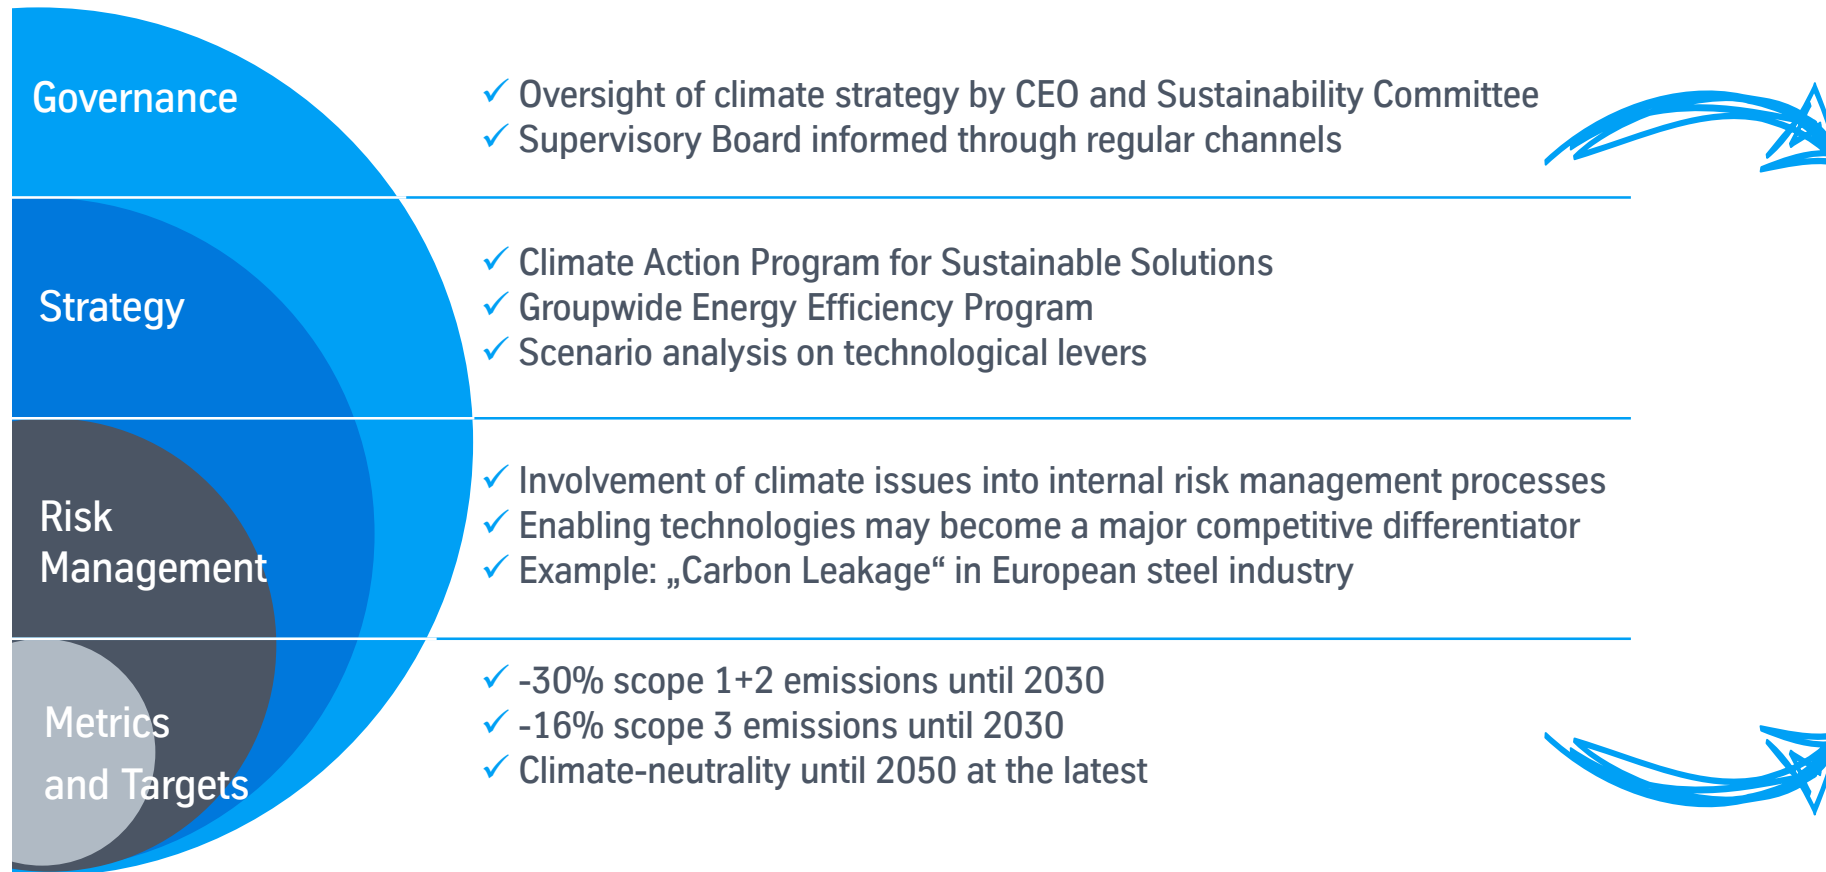 Governance
✓ Oversight of climate strategy by CEO and Sustainability Committee
✓ Supervisory Board informed through regular channels
Strategy
✓ Climate Action Program for Sustainable Solutions
✓ Groupwide Energy Efficiency Program
✓ Scenario analysis on technological levers
Risk
Management
✓ Involvement of climate issues into internal risk management processes
✓ Enabling technologies may become a major competitive differentiator
✓ Example: „Carbon Leakage“ in European steel industry
Metrics
and Targets
✓ -30% scope 1+2 emissions until 2030
✓ -16% scope 3 emissions until 2030
✓ Climate-neutrality until 2050 at the latest